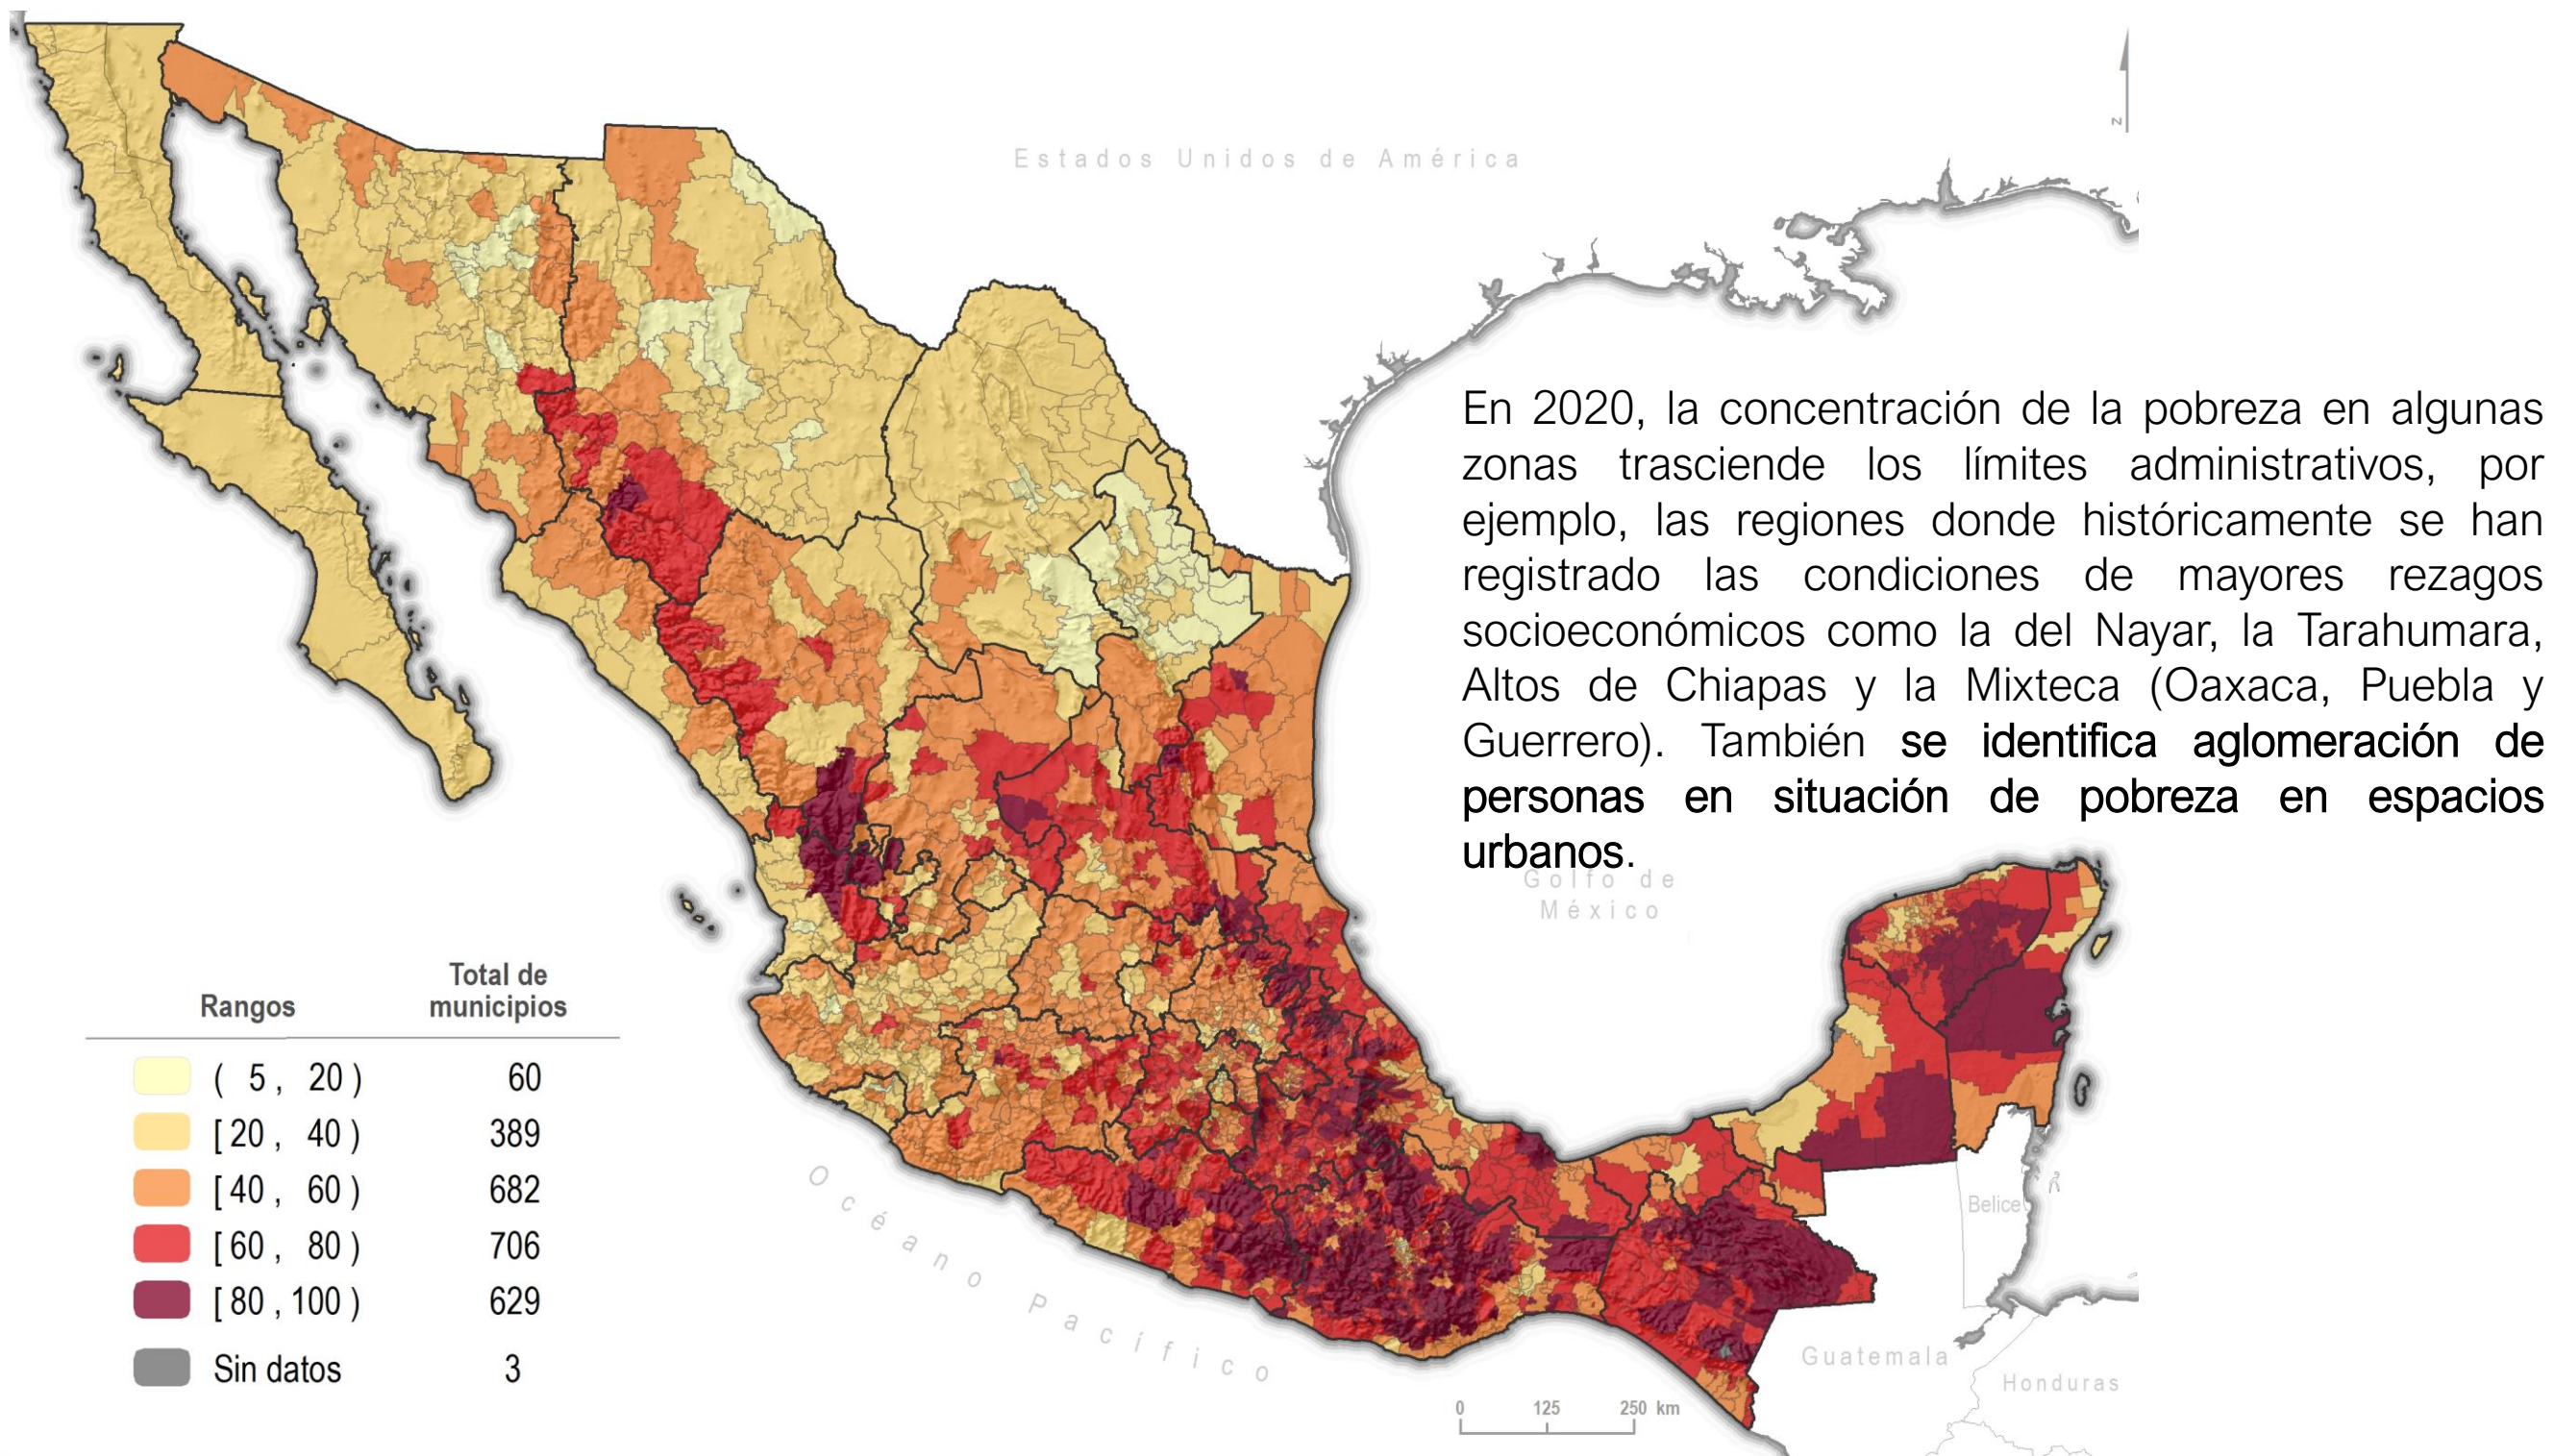 N
Estados Unidos de América
En 2020, la concentración de la pobreza en algunas
zonas trasciende los límites administrativos, por
ejemplo, las regiones donde históricamente se han
registrado las condiciones de mayores rezagos
socioeconómicos como la del Nayar, la Tarahumara,
Altos de Chiapas y la Mixteca (Oaxaca, Puebla y
Guerrero). También se identifica aglomeración de
personas en situación de pobreza en espacios
urbanos.
Golfo de
México
Rangos Total de
municipios
( 5 , 20 ) 60
[ 20 , 40 ) 389
[ 40 , 60 ) 682
[ 60 , 80 ) 706
[ 80 , 100 ) 629
Sin datos 3
Océano Pacífico
Belice
Guatemala
Honduras
0 125 250 km